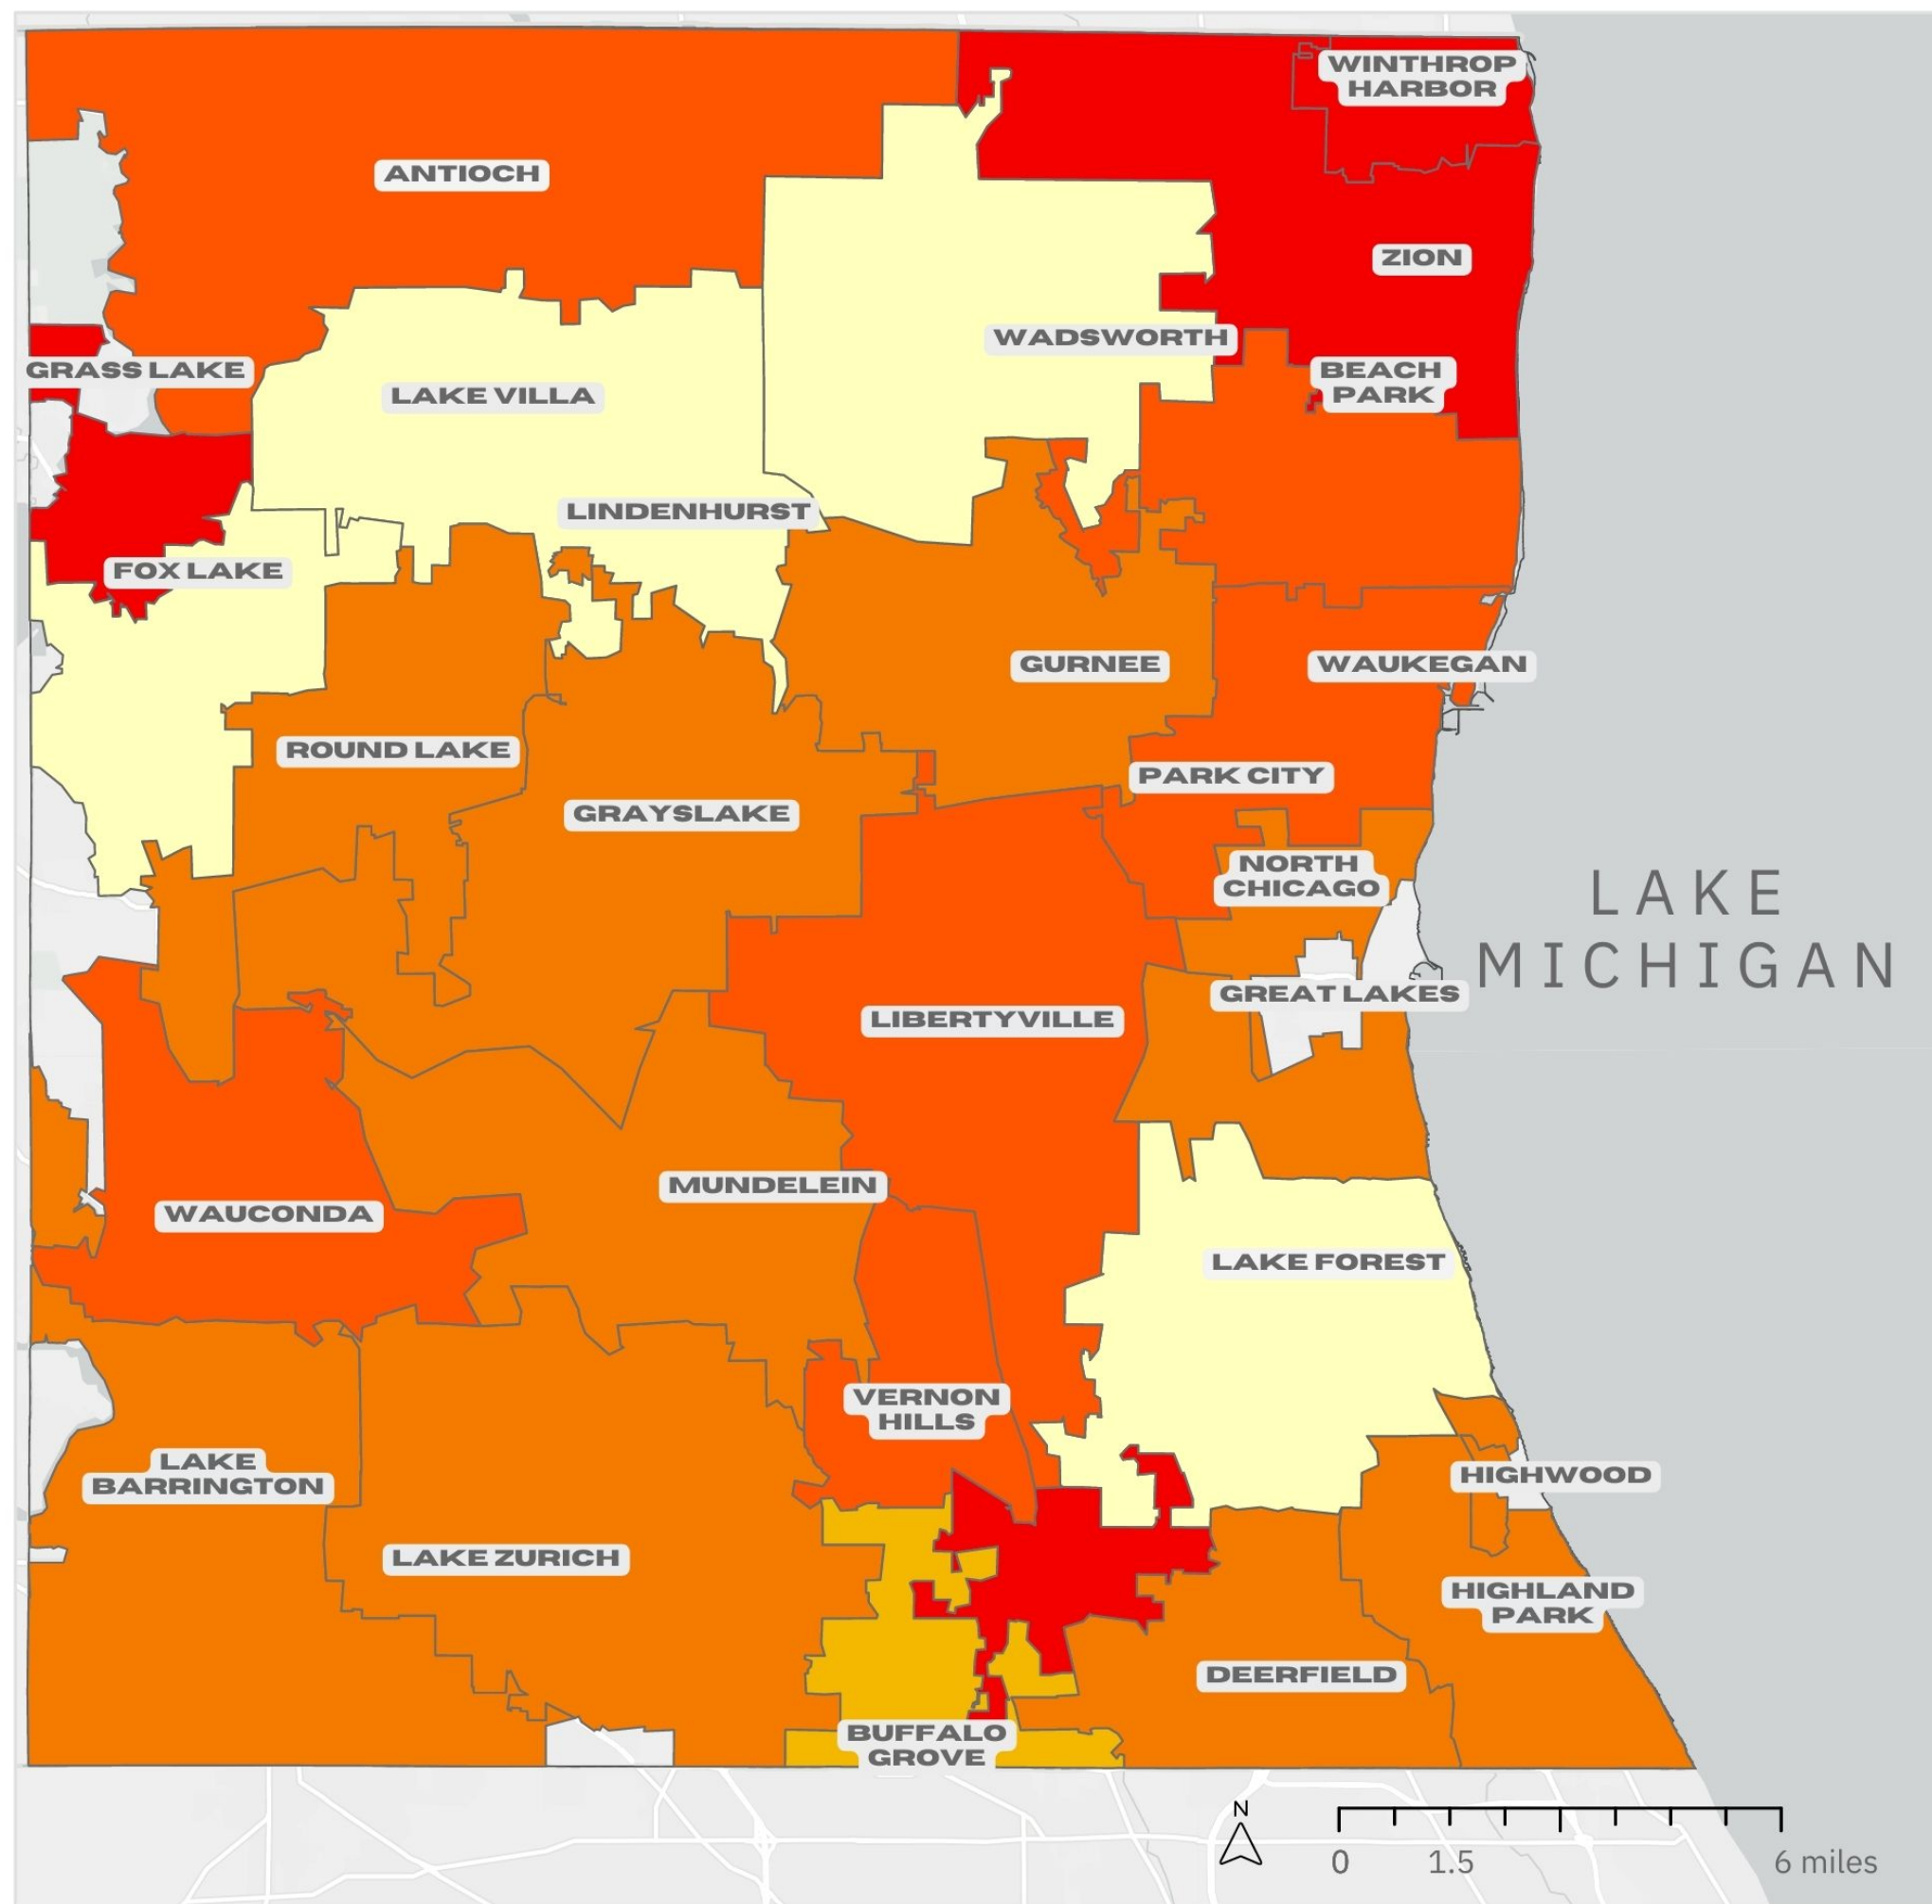 WINTHROP
HARBOR
ANTIOCH
ZION
WADSWORTH
GRASS LAKE
BEACH
PARK
LAKE VILLA
LINDENHURST
FOX LAKE
GURNEE
WAUKEGAN
ROUND LAKE
PARK CITY
GRAYSLAKE
NORTH
CHICAGO
LAKE
MICHIGAN
GREAT LAKES
LIBERTYVILLE
MUNDELEIN
WAUCONDA
LAKE FOREST
VERNON
HILLS
LAKE
BARRINGTON
HIGHWOOD
LAKE ZURICH
HIGHLAND
PARK
DEERFIELD
BUFFALO
GROVE
N
0 1.5 6 miles